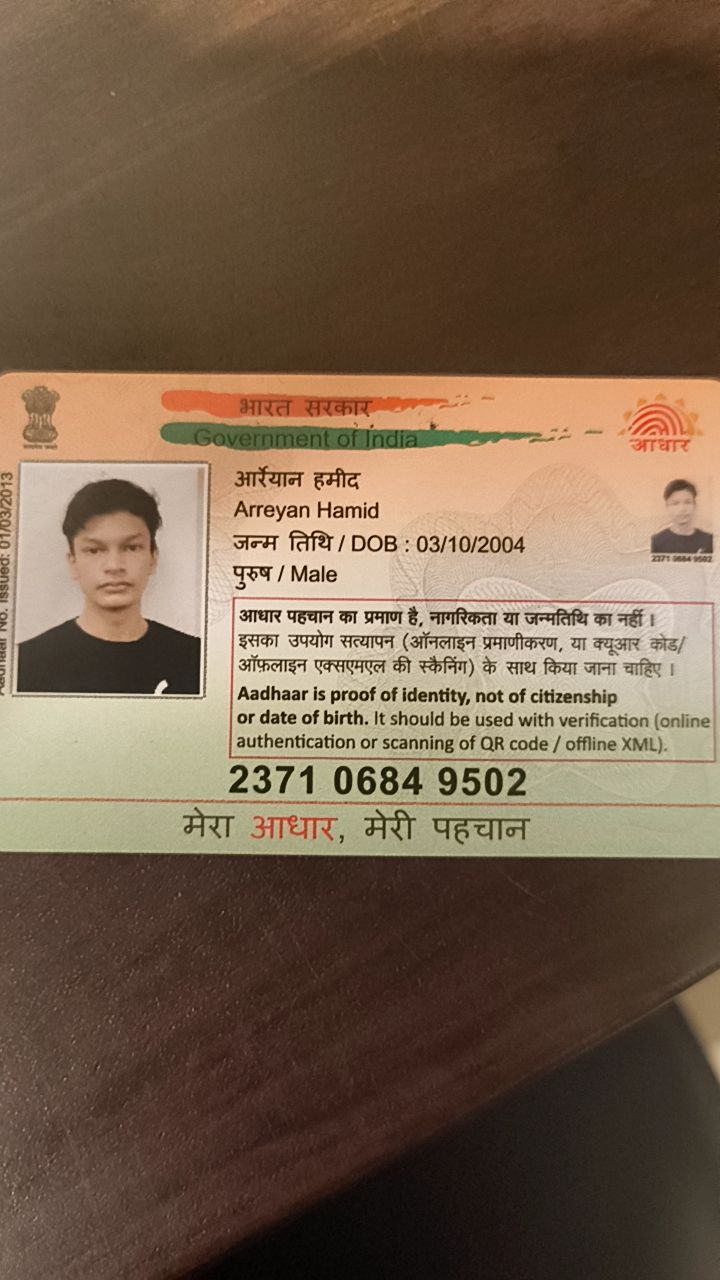 भारत सरकार
Government of India
आधार
Aadhaar No. Issued: 01/03/2013
आर्रेयान हमीद
Arreyan Hamid
जन्म तिथि / DOB : 03/10/2004
पुरुष / Male
2371 0684 9502
आधार पहचान का प्रमाण है, नागरिकता या जन्मतिथि का नहीं ।
इसका उपयोग सत्यापन (ऑनलाइन प्रमाणीकरण, या क्यूआर कोड/
ऑफ़लाइन एक्सएमएल की स्कैनिंग) के साथ किया जाना चाहिए ।
Aadhaar is proof of identity, not of citizenship
or date of birth. It should be used with verification (online
authentication or scanning of QR code / offline XML).
2371 0684 9502
मेरा आधार, मेरी पहचान